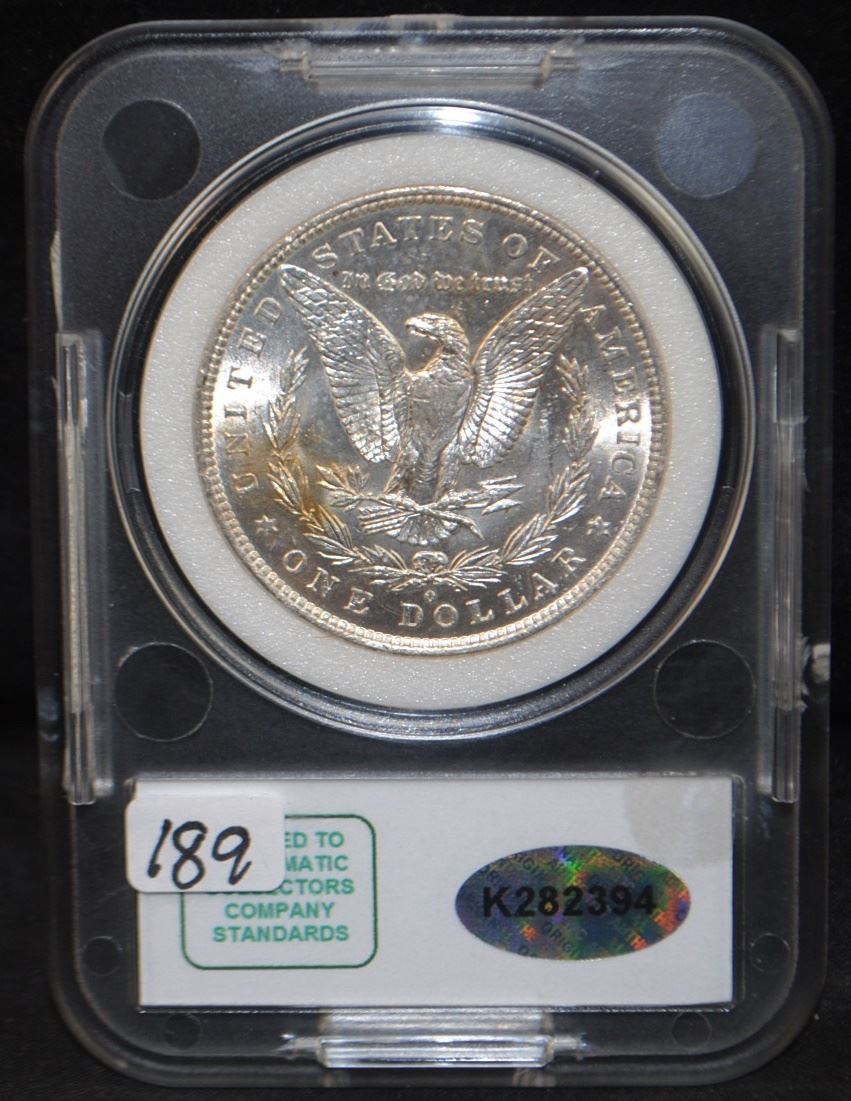 UNITED STATES OF AMERICA
In God we trust
O
ONE DOLLAR
189
ED TO
MATIC
CTORS
COMPANY
STANDARDS
K282394